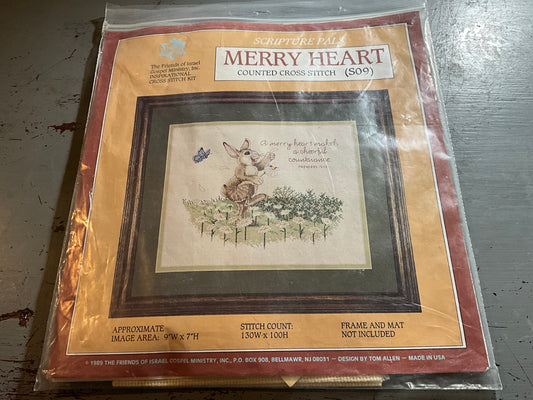 SCRIPTURE PALS
MERRY HEART
COUNTED CROSS-STITCH (S09)
The Friends of Israel
Gospel Ministry, Inc.
INSPIRATIONAL
CROSS STITCH KIT
A merry heart maketh
a cheerful
countenance
PROVERBS
APPROXIMATE
IMAGE AREA: 9"W x 7"H
STITCH COUNT:
130W x 100H
FRAME AND MAT
NOT INCLUDED
© 1989 THE FRIENDS OF ISRAEL GOSPEL MINISTRY, INC., P.O. BOX 908, BELLMAWR, NJ 08031 — DESIGN BY TOM ALLEN — MADE IN USA